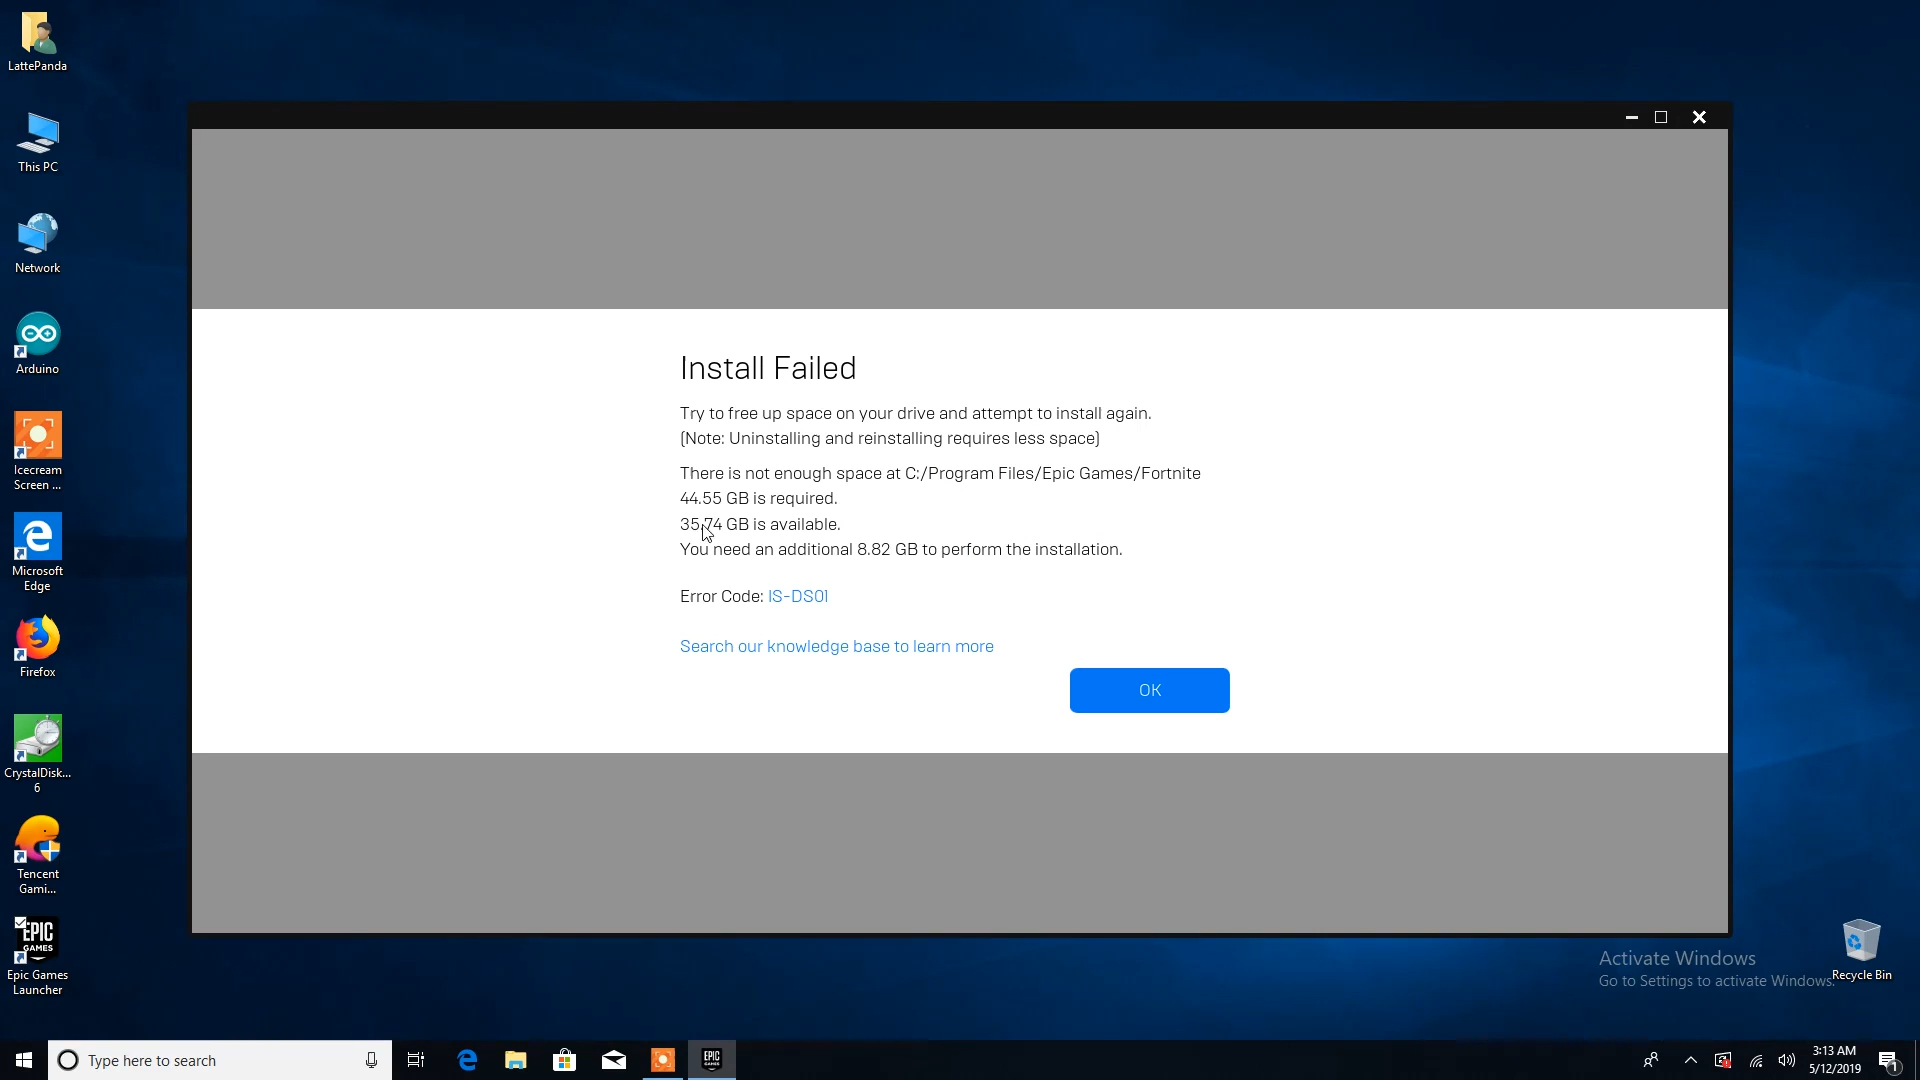 LattePanda
This PC
Network
Arduino
Icecream
Screen ...
Microsoft
Edge
Firefox
CrystalDisk...
6
Tencent
Gami...
EPIC
GAMES
Epic Games
Launcher
Install Failed
Try to free up space on your drive and attempt to install again.
(Note: Uninstalling and reinstalling requires less space)
There is not enough space at C:/Program Files/Epic Games/Fortnite
44.55 GB is required.
35.74 GB is available.
You need an additional 8.82 GB to perform the installation.
Error Code: IS-DS01
Search our knowledge base to learn more
OK
Activate Windows
Go to Settings to activate Windows.
Recycle Bin
Type here to search
EPIC
GAMES
3:13 AM
5/12/2019
1